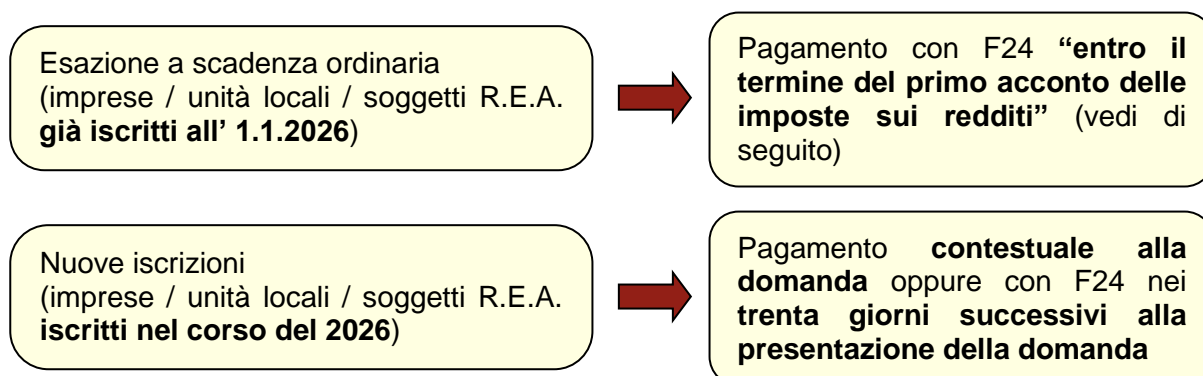 Esazione a scadenza ordinaria
(imprese / unità locali / soggetti R.E.A.
già iscritti all’ 1.1.2026)
Pagamento con F24 “entro il
termine del primo acconto delle
imposte sui redditi” (vedi di
seguito)
Nuove iscrizioni
(imprese / unità locali / soggetti R.E.A.
iscritti nel corso del 2026)
Pagamento contestuale alla
domanda oppure con F24 nei
trenta giorni successivi alla
presentazione della domanda